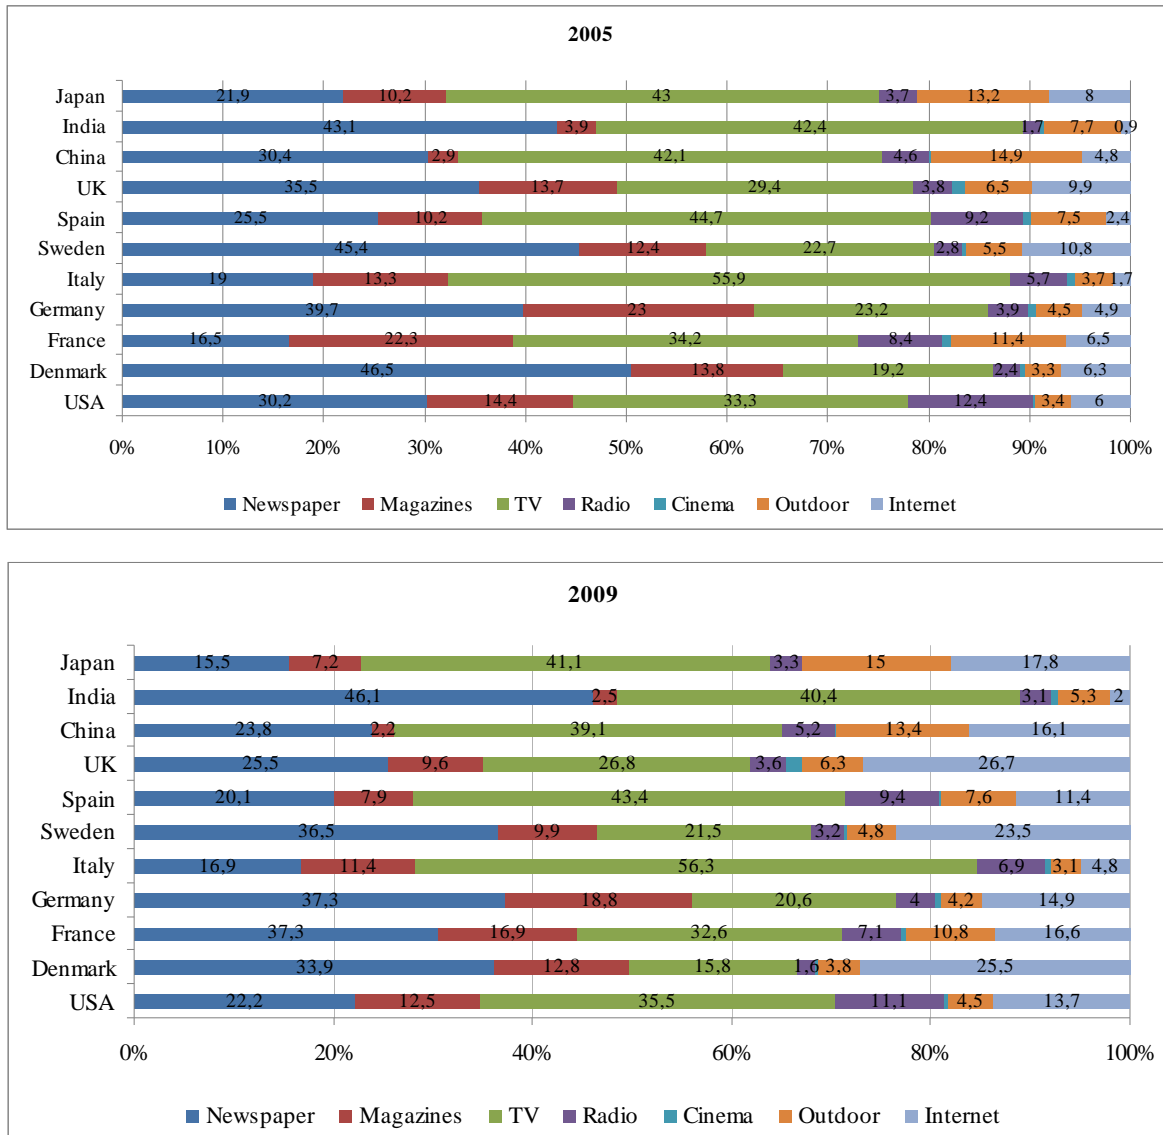 2005
Japan 21,9 10,2 43 3,7 13,2 8
India 43,1 3,9 42,4 1,7 7,7 0,9
China 30,4 2,9 42,1 4,6 14,9 4,8
UK 35,5 13,7 29,4 3,8 6,5 9,9
Spain 25,5 10,2 44,7 9,2 7,5 2,4
Sweden 45,4 12,4 22,7 2,8 5,5 10,8
Italy 19 13,3 55,9 5,7 3,7 1,7
Germany 39,7 23 23,2 3,9 4,5 4,9
France 16,5 22,3 34,2 8,4 11,4 6,5
Denmark 46,5 13,8 19,2 2,4 3,3 6,3
USA 30,2 14,4 33,3 12,4 3,4 6
0% 10% 20% 30% 40% 50% 60% 70% 80% 90% 100%
Newspaper Magazines TV Radio Cinema Outdoor Internet
2009
Japan 15,5 7,2 41,1 3,3 15 17,8
India 46,1 2,5 40,4 3,1 5,3 2
China 23,8 2,2 39,1 5,2 13,4 16,1
UK 25,5 9,6 26,8 3,6 6,3 26,7
Spain 20,1 7,9 43,4 9,4 7,6 11,4
Sweden 36,5 9,9 21,5 3,2 4,8 23,5
Italy 16,9 11,4 56,3 6,9 3,1 4,8
Germany 37,3 18,8 20,6 4 4,2 14,9
France 37,3 16,9 32,6 7,1 10,8 16,6
Denmark 33,9 12,8 15,8 1,6 3,8 25,5
USA 22,2 12,5 35,5 11,1 4,5 13,7
0% 20% 40% 60% 80% 100%
Newspaper Magazines TV Radio Cinema Outdoor Internet